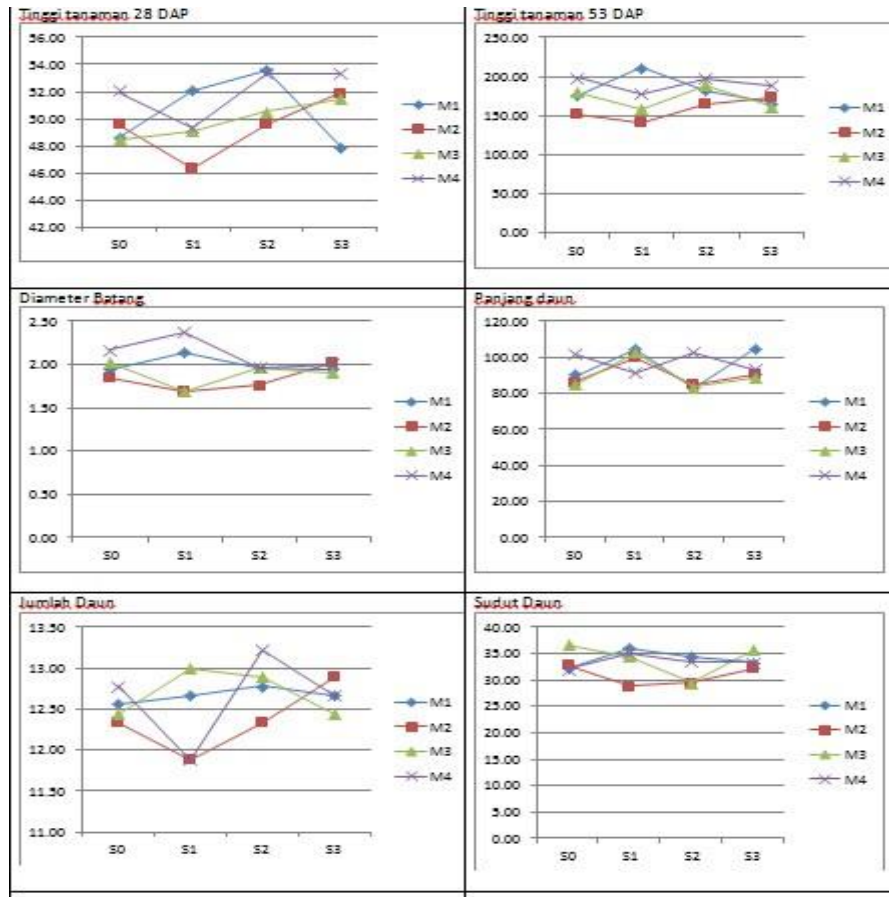 Tinggi tanaman 28 DAP
56.00
54.00
52.00
50.00
48.00
46.00
44.00
42.00
S0 S1 S2 S3
M1
M2
M3
M4
Tinggi tanaman 53 DAP
250.00
200.00
150.00
100.00
50.00
0.00
S0 S1 S2 S3
M1
M2
M3
M4
Diameter Batang
2.50
2.00
1.50
1.00
0.50
0.00
S0 S1 S2 S3
M1
M2
M3
M4
Panjang daun
120.00
100.00
80.00
60.00
40.00
20.00
0.00
S0 S1 S2 S3
M1
M2
M3
M4
Jumlah Daun
13.50
13.00
12.50
12.00
11.50
11.00
S0 S1 S2 S3
M1
M2
M3
M4
Sudut Daun
40.00
35.00
30.00
25.00
20.00
15.00
10.00
5.00
0.00
S0 S1 S2 S3
M1
M2
M3
M4